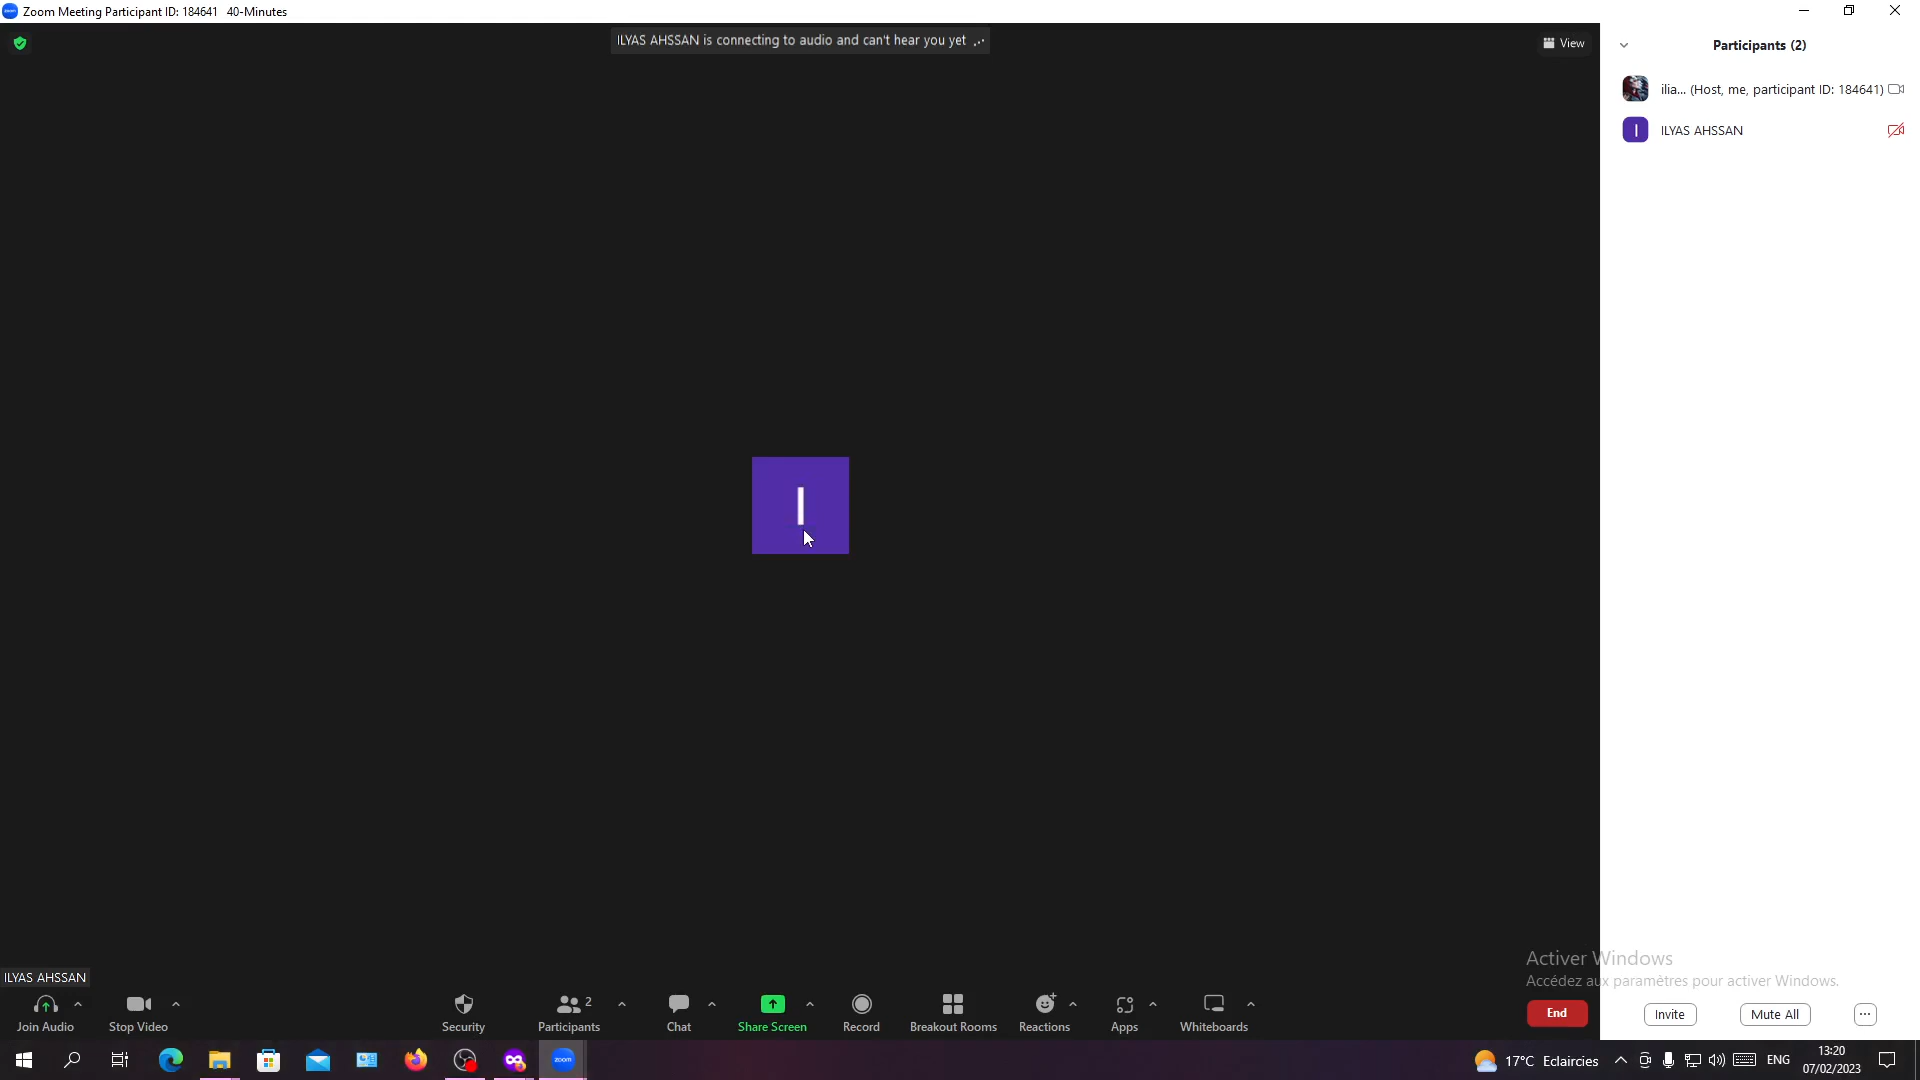 Zoom Meeting Participant ID: 184641 40-Minutes
ILYAS AHSSAN is connecting to audio and can't hear you yet
View
Participants (2)
ilia... (Host, me, participant ID: 184641)
I ILYAS AHSSAN
I
ILYAS AHSSAN
Activer Windows
Accédez aux paramètres pour activer Windows.
2
Join Audio Stop Video Security Participants Chat Share Screen Record Breakout Rooms Reactions Apps Whiteboards
End Invite Mute All
zoom 17°C Eclaircies ENG 13:20
07/02/2023